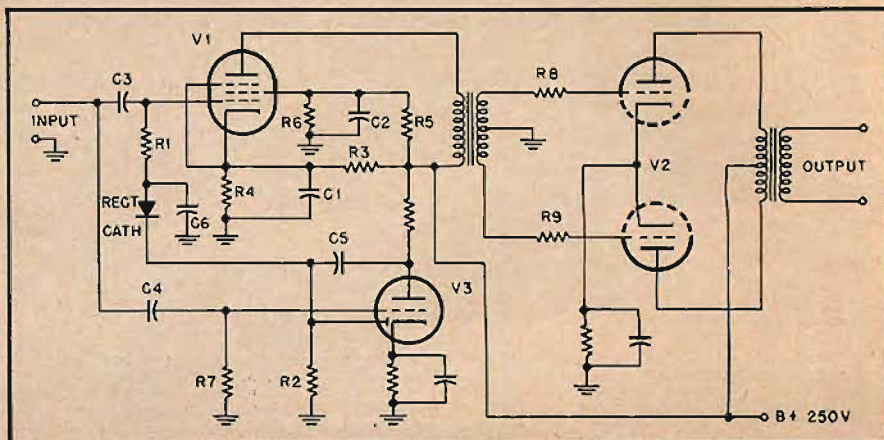 V1
C3
INPUT
R1
RECT
CATH
C6
R6
C2
R5
R3
R4
C1
C5
C4
V3
R7
R2
R8
R9
V2
OUTPUT
B+ 250V